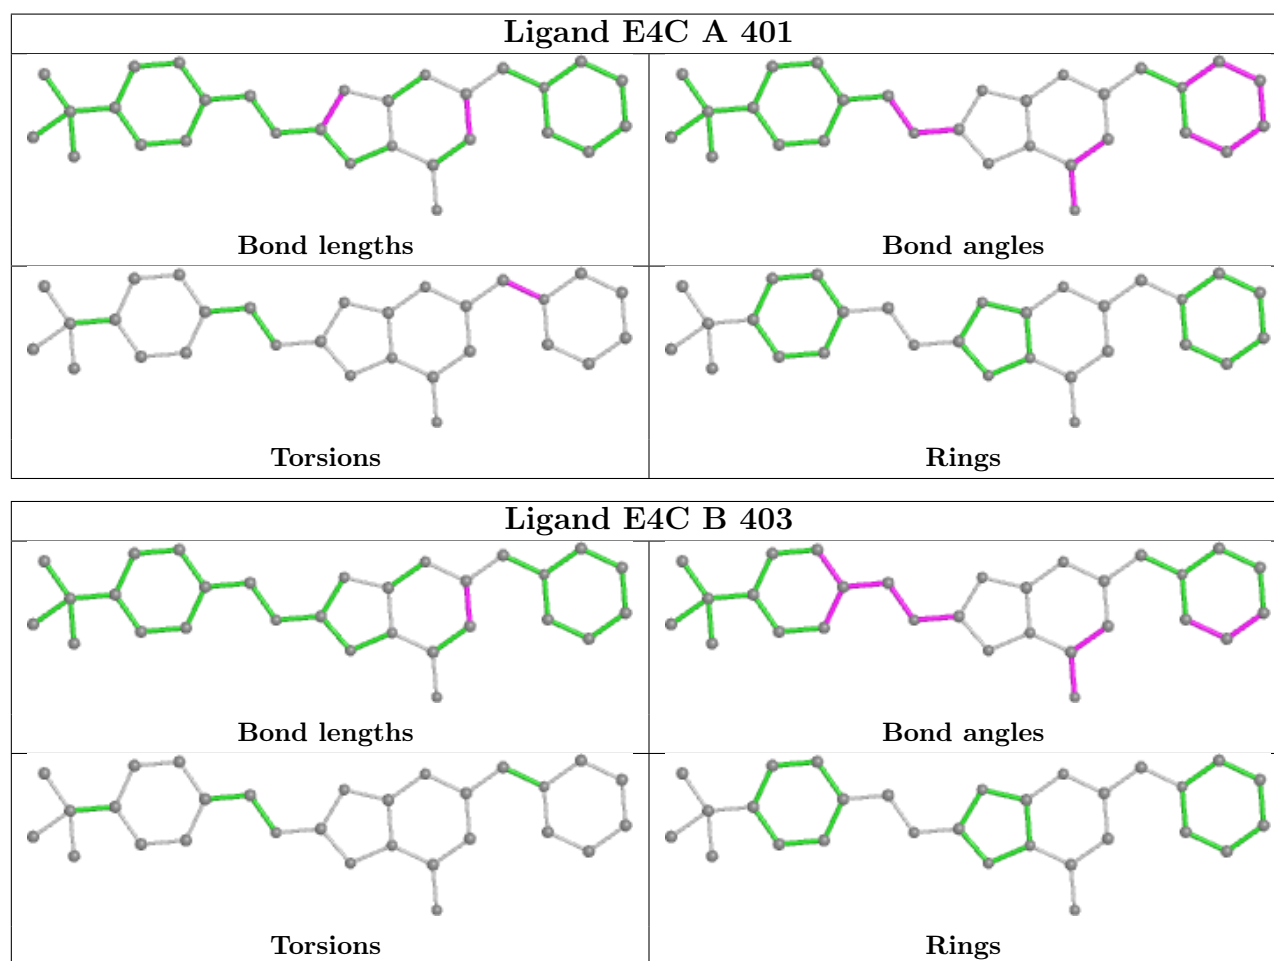 Ligand E4C A 401
Bond lengths
Bond angles
Torsions
Rings
Ligand E4C B 403
Bond lengths
Bond angles
Torsions
Rings